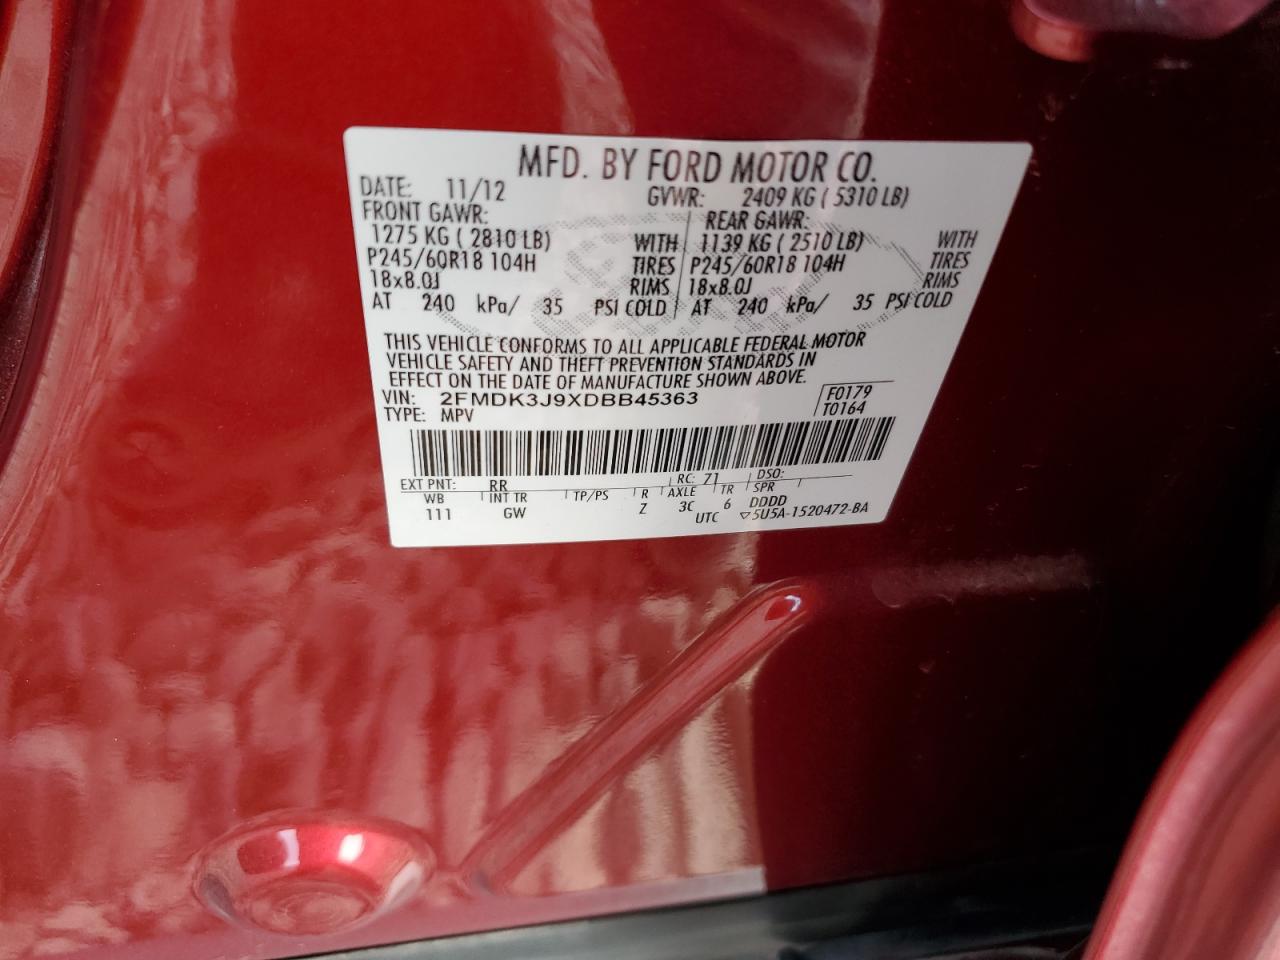 MFD. BY FORD MOTOR CO.
DATE: 11/12 GVWR: 2409 KG ( 5310 LB)
FRONT GAWR: REAR GAWR:
1275 KG ( 2810 LB) WITH 1139 KG ( 2510 LB) WITH
P245/60R18 104H TIRES P245/60R18 104H TIRES
18x8.0J RIMS 18x8.0J RIMS
AT 240 kPa/ 35 PSI COLD AT 240 kPa/ 35 PSI COLD
THIS VEHICLE CONFORMS TO ALL APPLICABLE FEDERAL MOTOR
VEHICLE SAFETY AND THEFT PREVENTION STANDARDS IN
EFFECT ON THE DATE OF MANUFACTURE SHOWN ABOVE.
VIN: 2FMDK3J9XDBB45363 F0179
TYPE: MPV T0164
EXT PNT: RR RC: 71 DSO:
WB INT TR TP/PS R AXLE TR SPR
111 GW Z 3C 6 DDDD
UTC ▽5U5A-1520472-BA